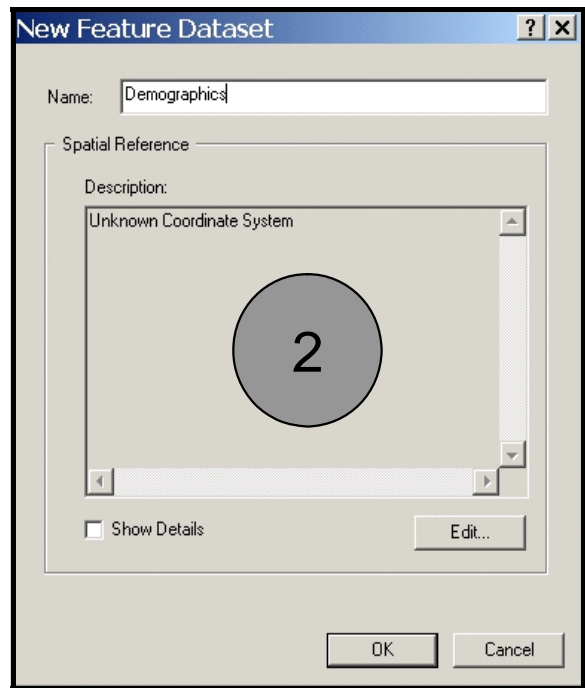 New Feature Dataset
Name: Demographics
Spatial Reference
Description:
Unknown Coordinate System
2
Show Details
Edit...
OK Cancel